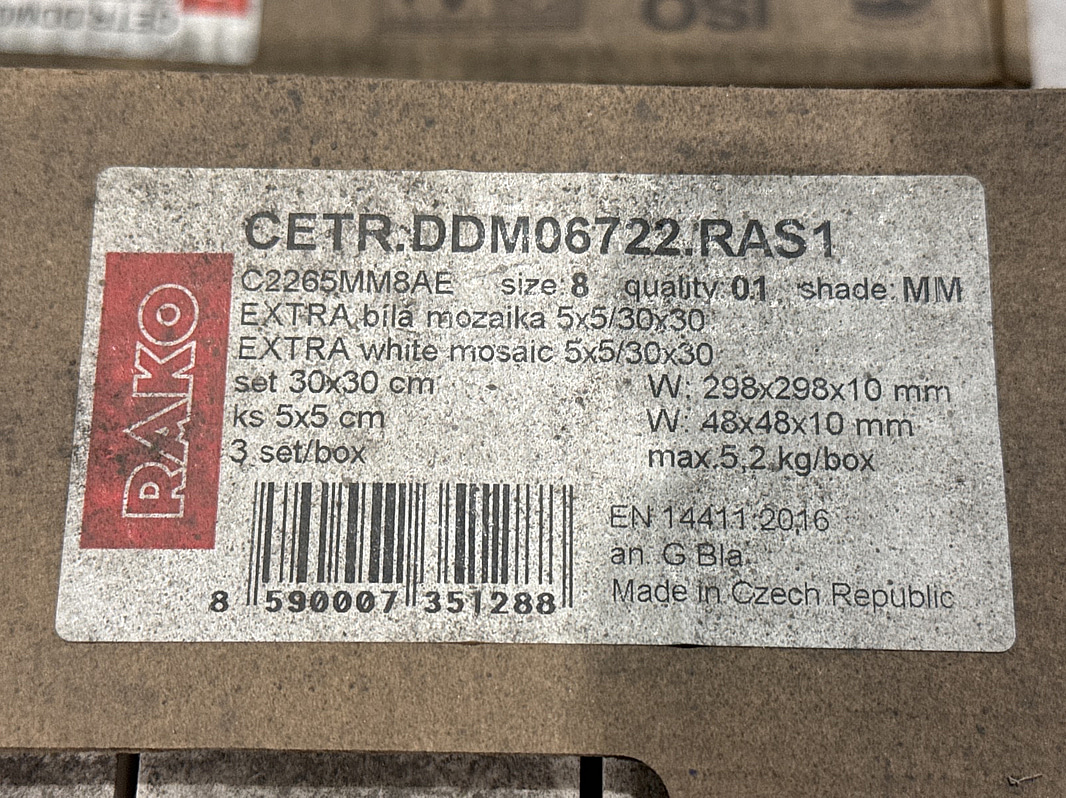 ISO
CETR.DDM06722.RAS1
C2265MM8AE size: 8 quality: 01 shade: MM
EXTRA bílá mozaika 5x5/30x30
EXTRA white mosaic 5x5/30x30
set 30x30 cm W: 298x298x10 mm
ks 5x5 cm W: 48x48x10 mm
3 set/box max.5,2 kg/box
RAKO
EN 14411:2016
an. G BIa
Made in Czech Republic
8 590007 351288